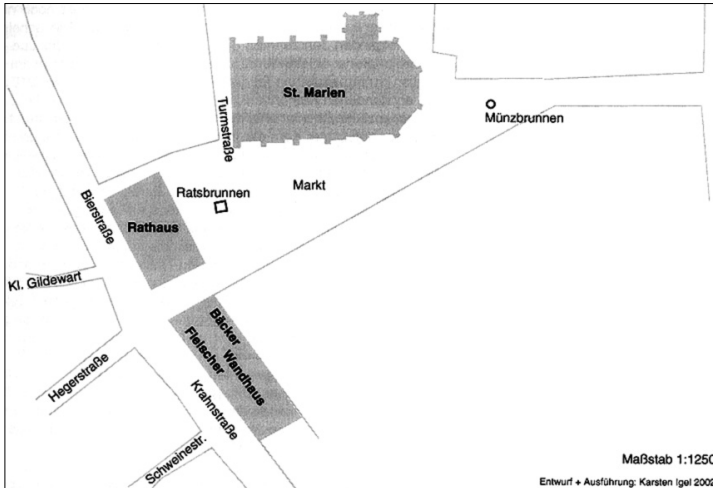 St. Marien
Turmstraße
Münzbrunnen
Markt
Ratsbrunnen
Bierstraße
Rathaus
Kl. Gildewart
Bäcker
Fleischer
Wandhaus
Hegerstraße
Krahnstraße
Schweinestr.
Maßstab 1:1250
Entwurf + Ausführung: Karsten Igel 2002